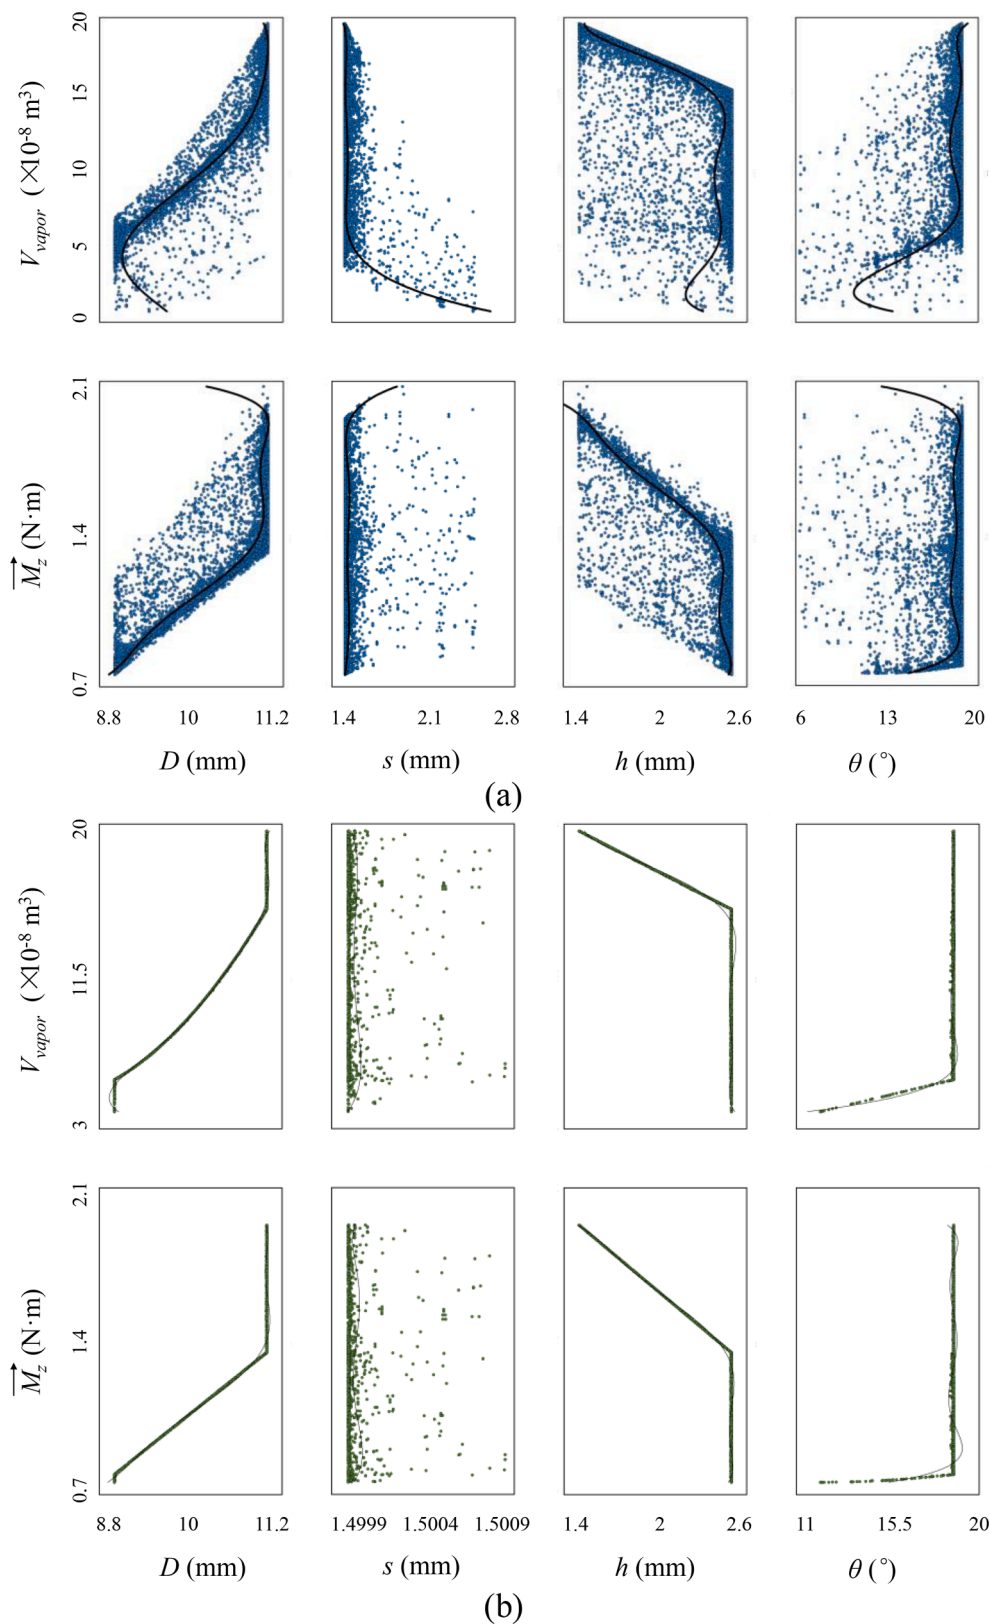 V_vapor (×10⁻⁸ m³)
20
15
10
5
0
M_z (N·m)
2.1
1.4
0.7
8.8 10 11.2 1.4 2.1 2.8 1.4 2 2.6 6 13 20
D (mm) s (mm) h (mm) θ (°)
(a)
V_vapor (×10⁻⁸ m³)
20
11.5
3
M_z (N·m)
2.1
1.4
0.7
8.8 10 11.2 1.4999 1.5004 1.5009 1.4 2 2.6 11 15.5 20
D (mm) s (mm) h (mm) θ (°)
(b)